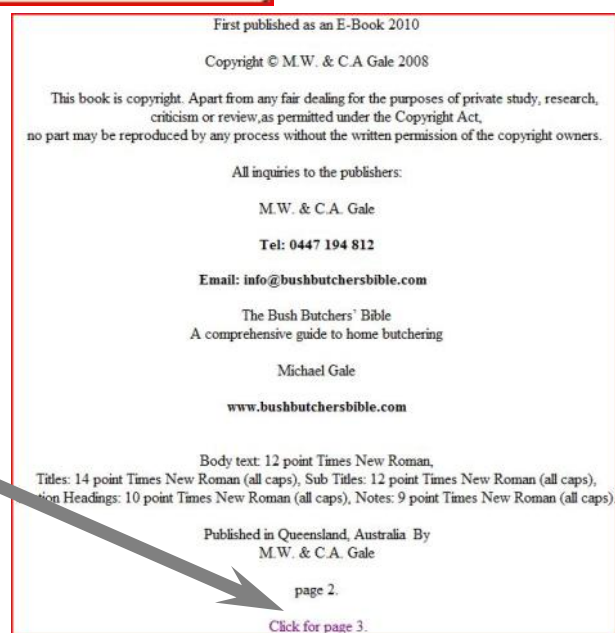 First published as an E-Book 2010
Copyright © M.W. & C.A Gale 2008
This book is copyright. Apart from any fair dealing for the purposes of private study, research,
criticism or review,as permitted under the Copyright Act,
no part may be reproduced by any process without the written permission of the copyright owners.
All inquiries to the publishers:
M.W. & C.A. Gale
Tel: 0447 194 812
Email: info@bushbutchersbible.com
The Bush Butchers' Bible
A comprehensive guide to home butchering
Michael Gale
www.bushbutchersbible.com
Body text: 12 point Times New Roman,
Titles: 14 point Times New Roman (all caps), Sub Titles: 12 point Times New Roman (all caps),
Headings: 10 point Times New Roman (all caps), Notes: 9 point Times New Roman (all caps)
Published in Queensland, Australia By
M.W. & C.A. Gale
page 2.
Click for page 3.